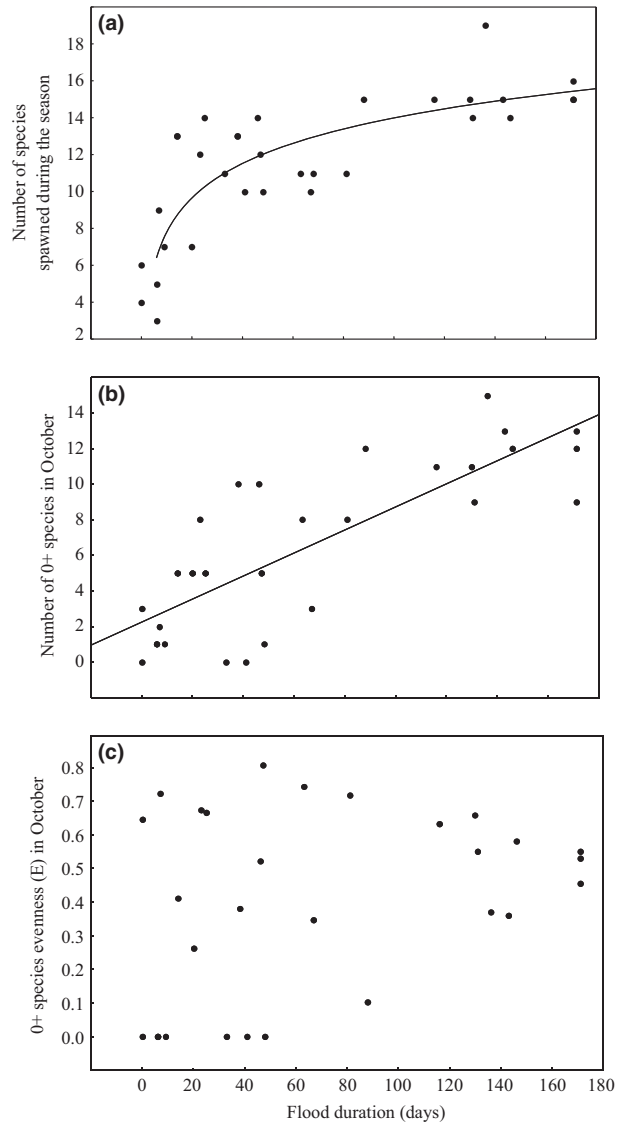 (a)
Number of species
spawned during the season
18
16
14
12
10
8
6
4
2
(b)
Number of 0+ species in October
14
12
10
8
6
4
2
0
(c)
0+ species evenness (E) in October
0.8
0.7
0.6
0.5
0.4
0.3
0.2
0.1
0.0
0 20 40 60 80 100 120 140 160 180
Flood duration (days)